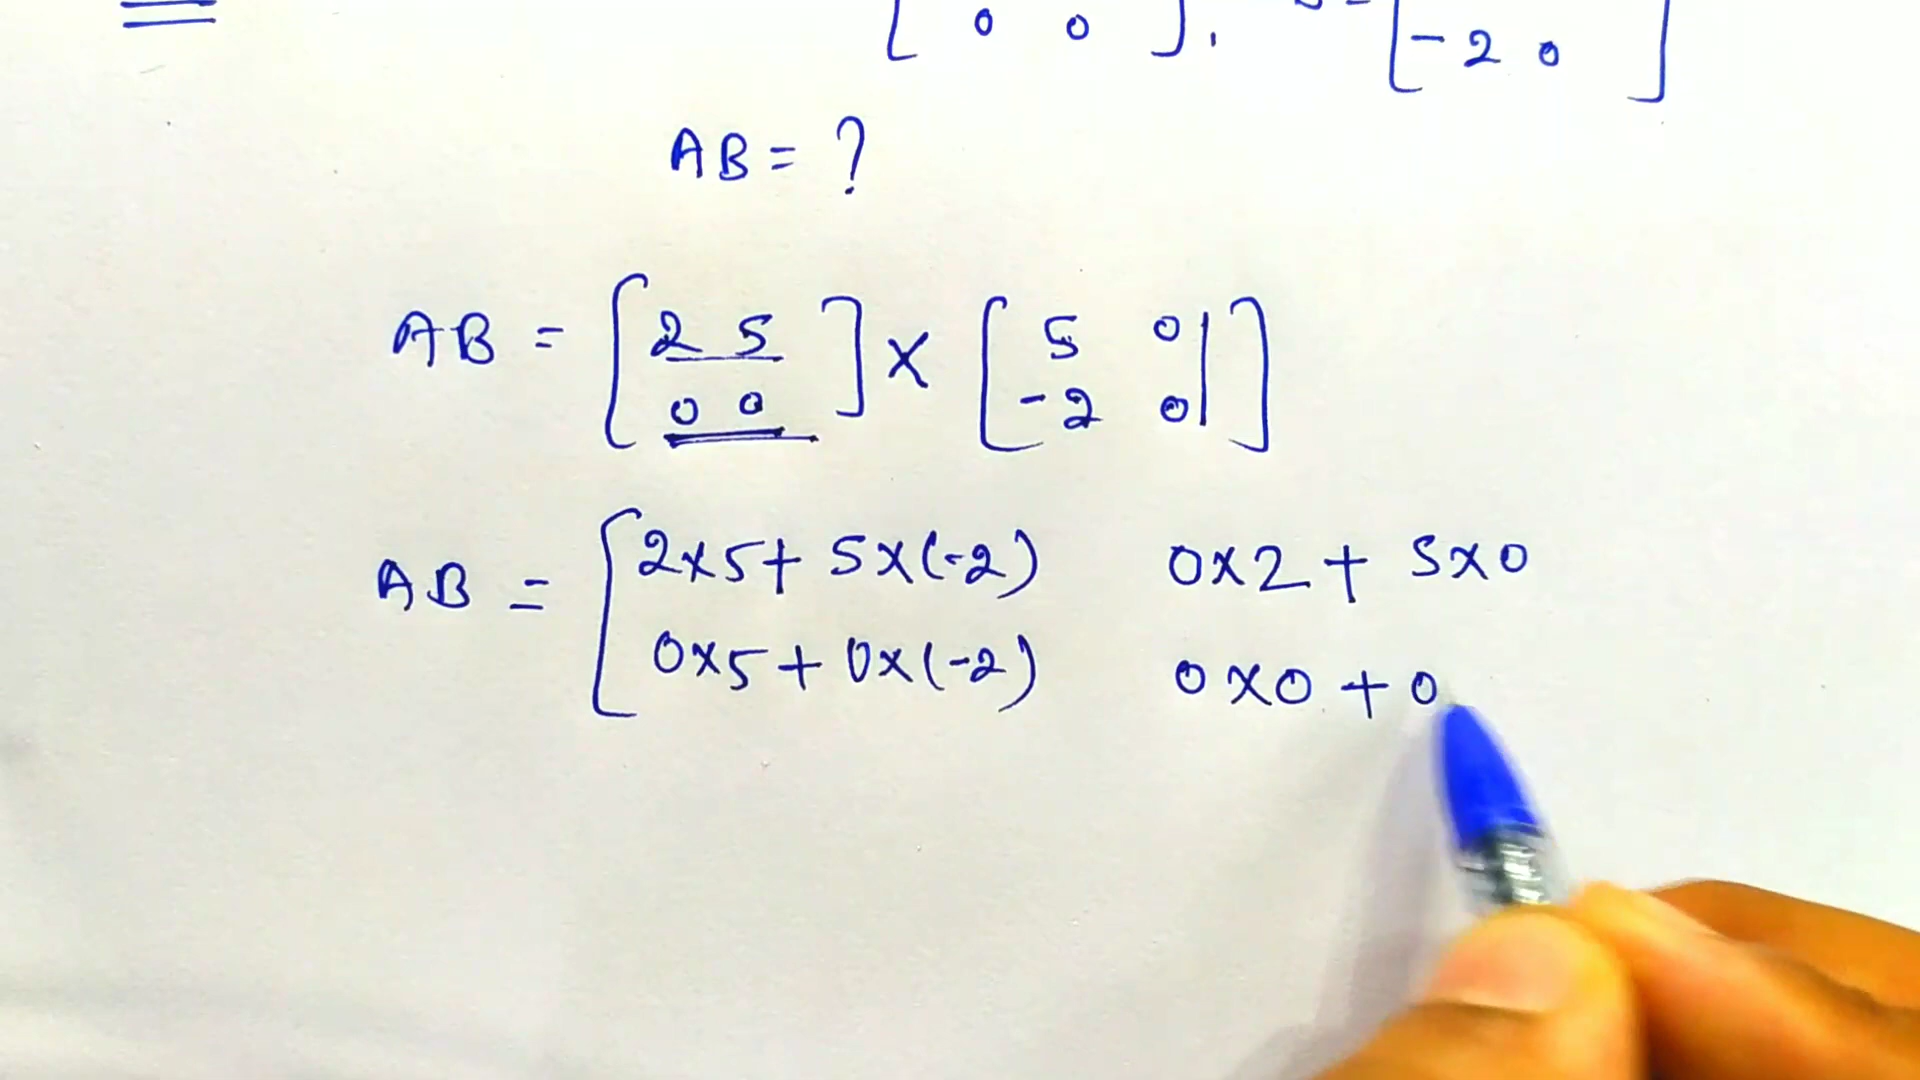 [ 0 0 ], [ -2 0 ]
AB = ?
AB = [ 2 5 ] × [ 5 0 ]
0 0 -2 0
AB = [ 2×5+ 5×(-2) 0×2 + 5×0
0×5 + 0×(-2) 0×0 + 0